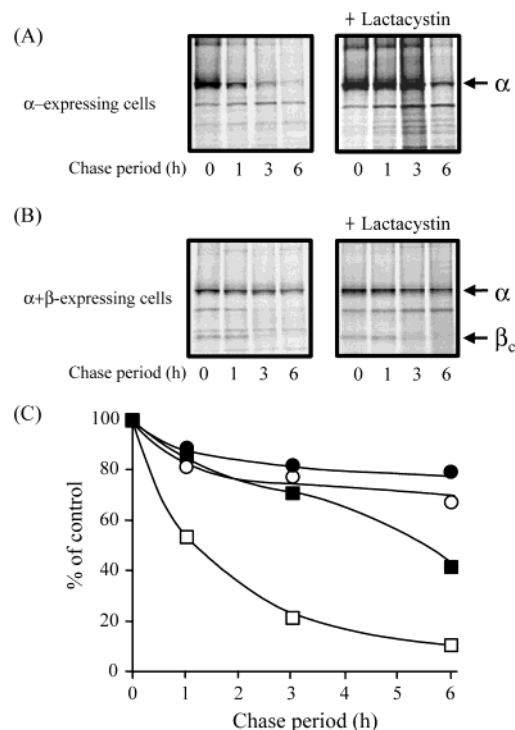 (A)
+ Lactacystin
α–expressing cells
α
Chase period (h) 0 1 3 6 0 1 3 6
(B)
+ Lactacystin
α+β-expressing cells
α
βc
Chase period (h) 0 1 3 6 0 1 3 6
(C)
% of control
100
80
60
40
20
0
0 1 2 3 4 5 6
Chase period (h)